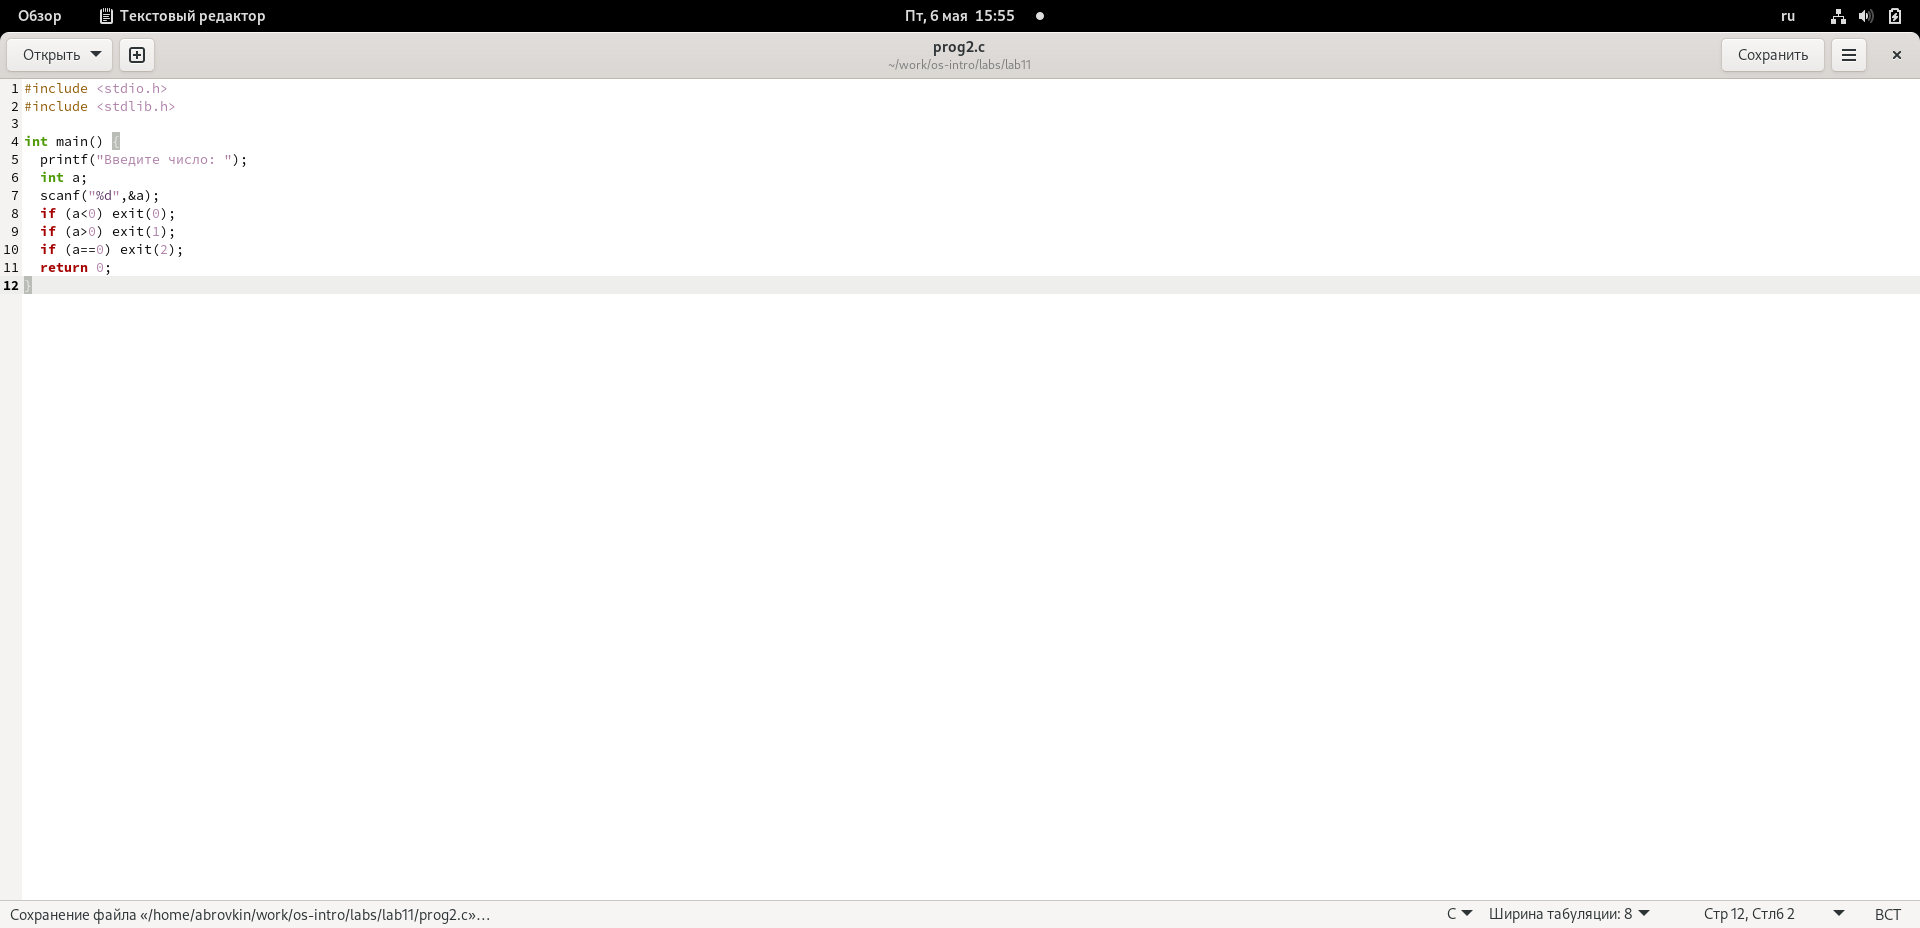 Обзор Текстовый редактор Пт, 6 мая 15:55 ru
Открыть prog2.c Сохранить
~/work/os-intro/labs/lab11
1 #include <stdio.h>
2 #include <stdlib.h>
3
4 int main() {
5 printf("Введите число: ");
6 int a;
7 scanf("%d",&a);
8 if (a<0) exit(0);
9 if (a>0) exit(1);
10 if (a==0) exit(2);
11 return 0;
12 }
Сохранение файла «/home/abrovkin/work/os-intro/labs/lab11/prog2.c»… C Ширина табуляции: 8 Стр 12, Стлб 2 ВСТ